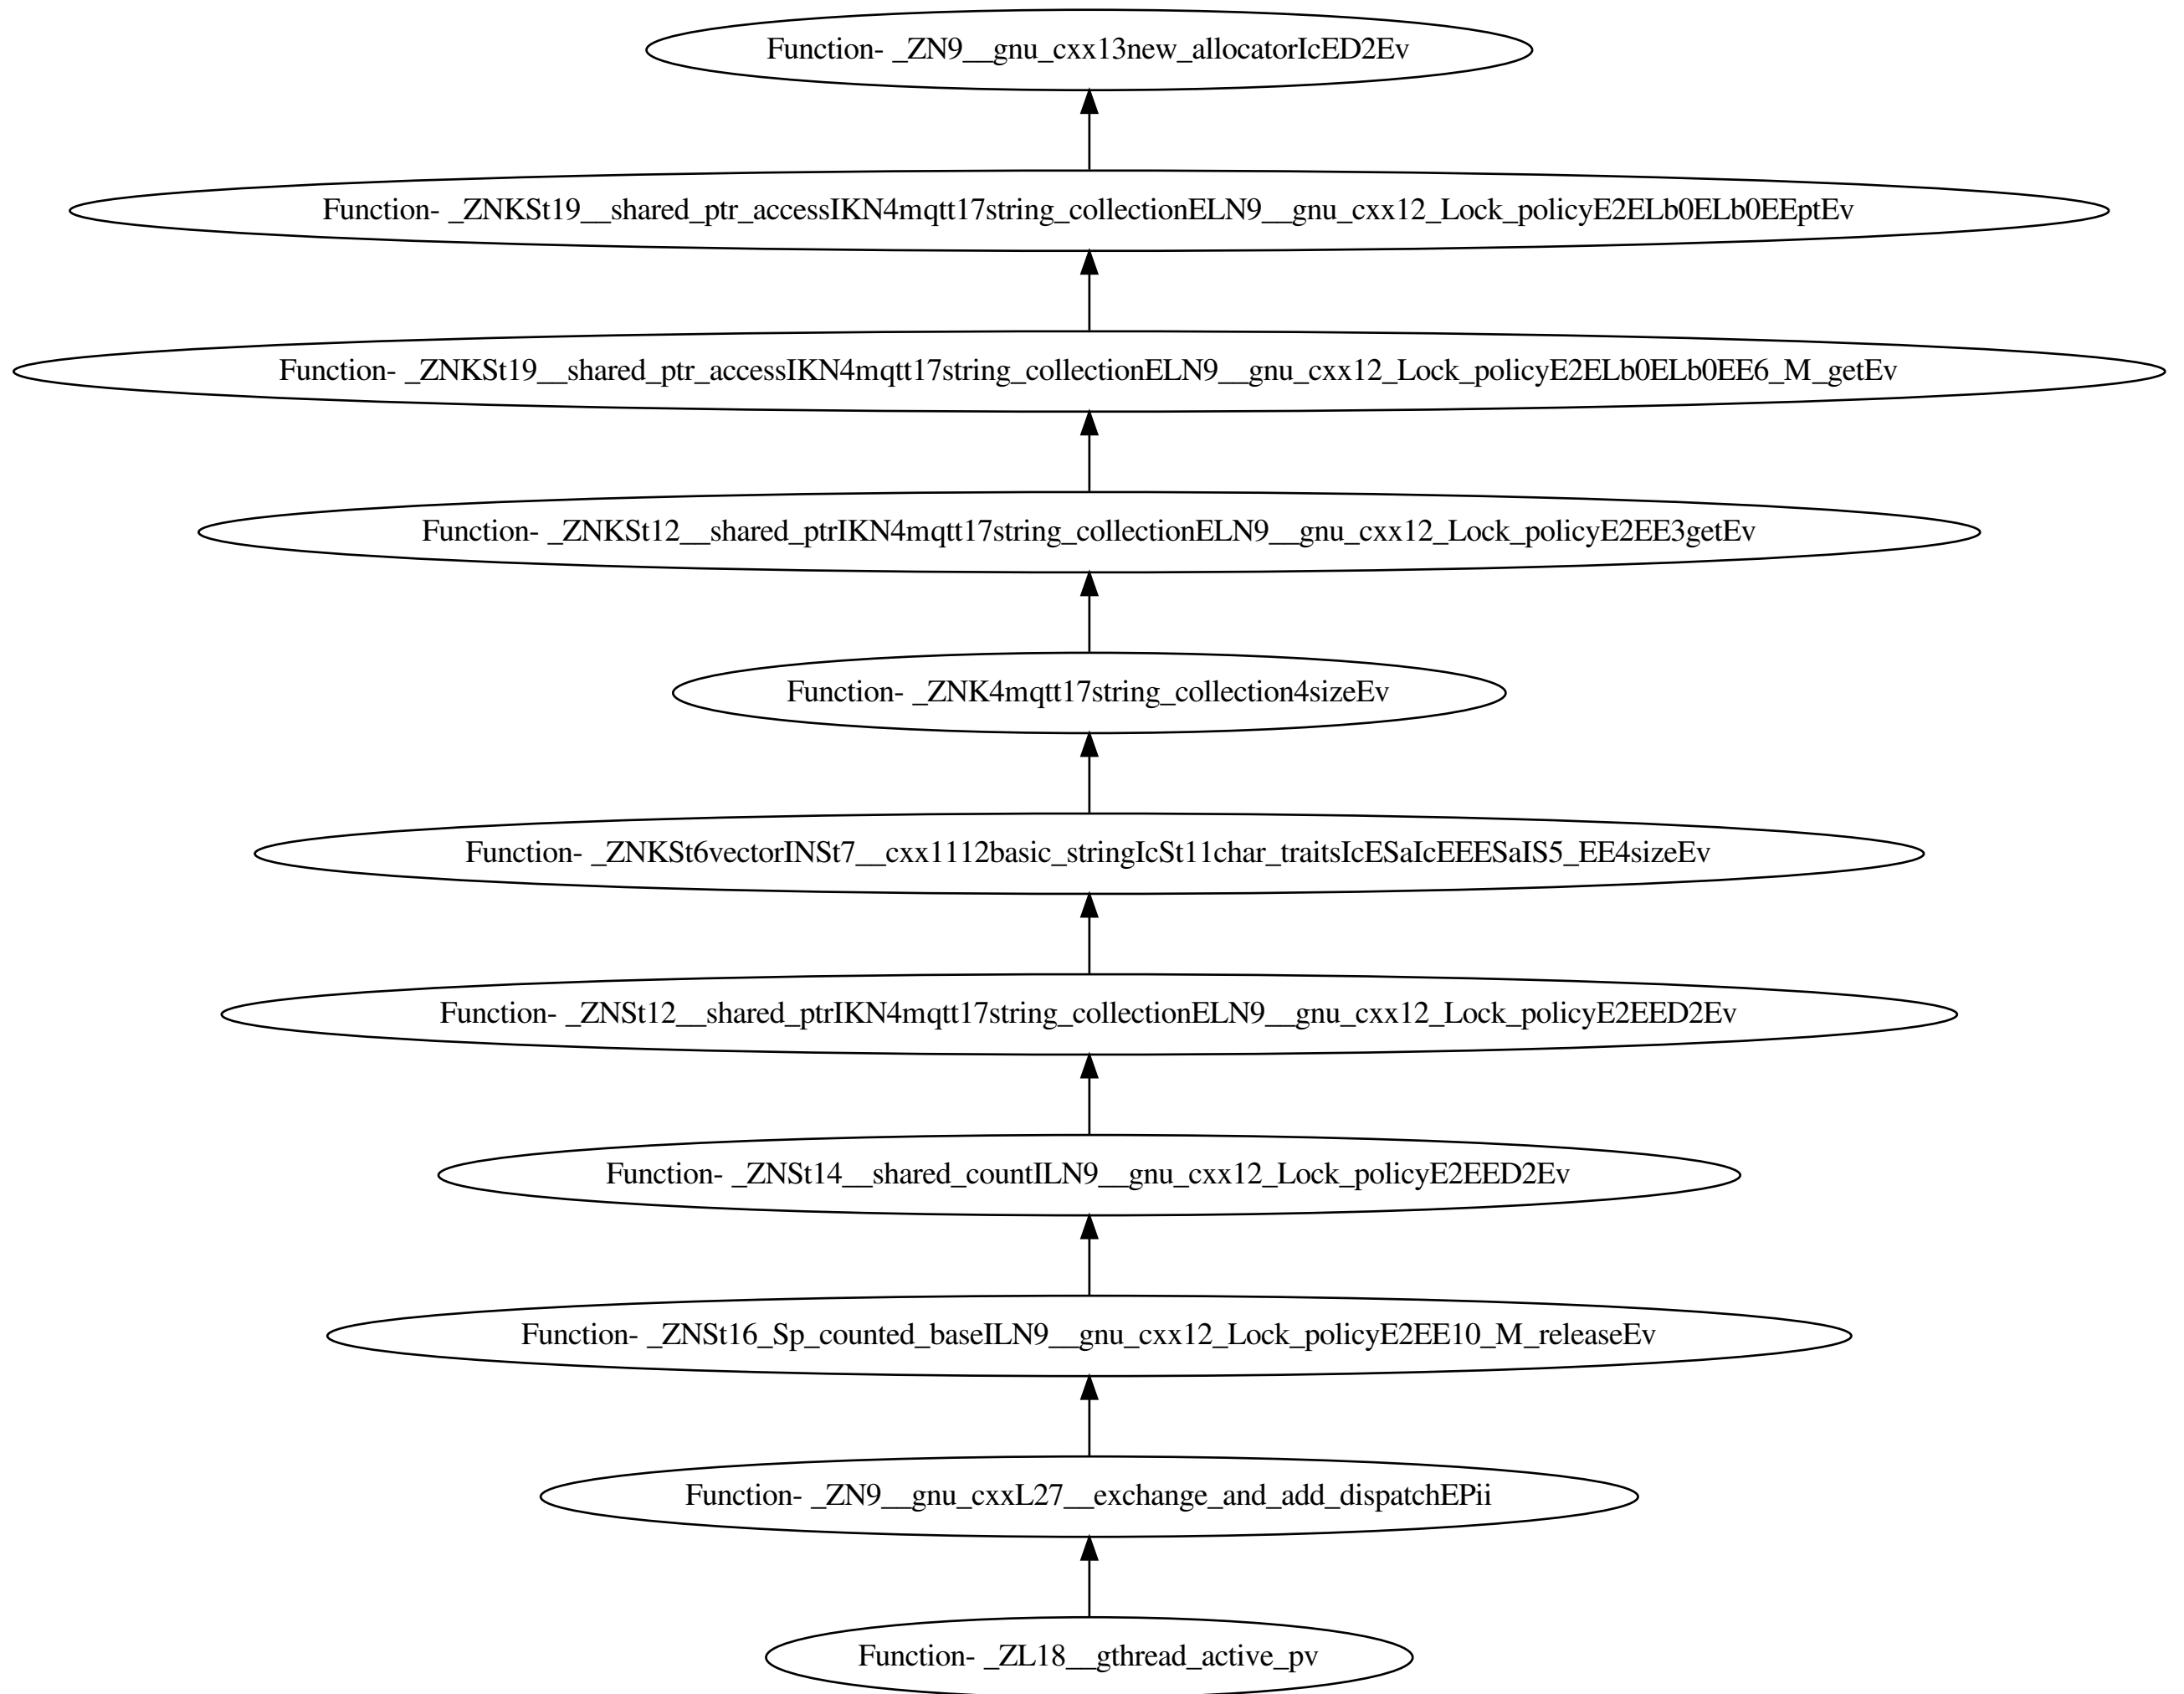 Function- _ZN9__gnu_cxx13new_allocatorIcED2Ev
Function- _ZNKSt19__shared_ptr_accessIKN4mqtt17string_collectionELN9__gnu_cxx12_Lock_policyE2ELb0ELb0EEptEv
Function- _ZNKSt19__shared_ptr_accessIKN4mqtt17string_collectionELN9__gnu_cxx12_Lock_policyE2ELb0ELb0EE6_M_getEv
Function- _ZNKSt12__shared_ptrIKN4mqtt17string_collectionELN9__gnu_cxx12_Lock_policyE2EE3getEv
Function- _ZNK4mqtt17string_collection4sizeEv
Function- _ZNKSt6vectorINSt7__cxx1112basic_stringIcSt11char_traitsIcESaIcEEESaIS5_EE4sizeEv
Function- _ZNSt12__shared_ptrIKN4mqtt17string_collectionELN9__gnu_cxx12_Lock_policyE2EED2Ev
Function- _ZNSt14__shared_countILN9__gnu_cxx12_Lock_policyE2EED2Ev
Function- _ZNSt16_Sp_counted_baseILN9__gnu_cxx12_Lock_policyE2EE10_M_releaseEv
Function- _ZN9__gnu_cxxL27__exchange_and_add_dispatchEPii
Function- _ZL18__gthread_active_pv